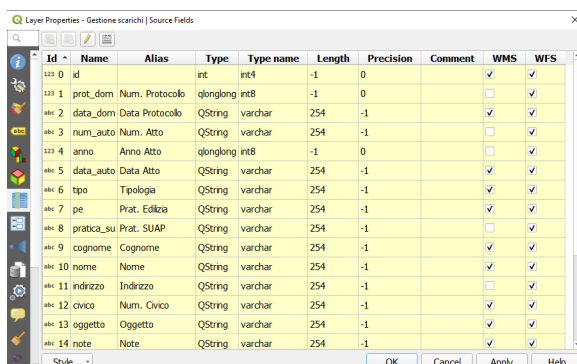 Layer Properties - Gestione scarichi | Source Fields
Id Name Alias Type Type name Length Precision Comment WMS WFS
123 0 id int int4 -1 0
123 1 prot_dom Num. Protocollo qlonglong int8 -1 0
abc 2 data_dom Data Protocollo QString varchar 254 -1
abc 3 num_auto Num. Atto QString varchar 254 -1
123 4 anno Anno Atto qlonglong int8 -1 0
abc 5 data_auto Data Atto QString varchar 254 -1
abc 6 tipo Tipologia QString varchar 254 -1
abc 7 pe Prat. Edilizia QString varchar 254 -1
abc 8 pratica_su Prat. SUAP QString varchar 254 -1
abc 9 cognome Cognome QString varchar 254 -1
abc 10 nome Nome QString varchar 254 -1
abc 11 indirizzo Indirizzo QString varchar 254 -1
abc 12 civico Num. Civico QString varchar 254 -1
abc 13 oggetto Oggetto QString varchar 254 -1
abc 14 note Note QString varchar 254 -1
abc
Style OK Cancel Apply Help